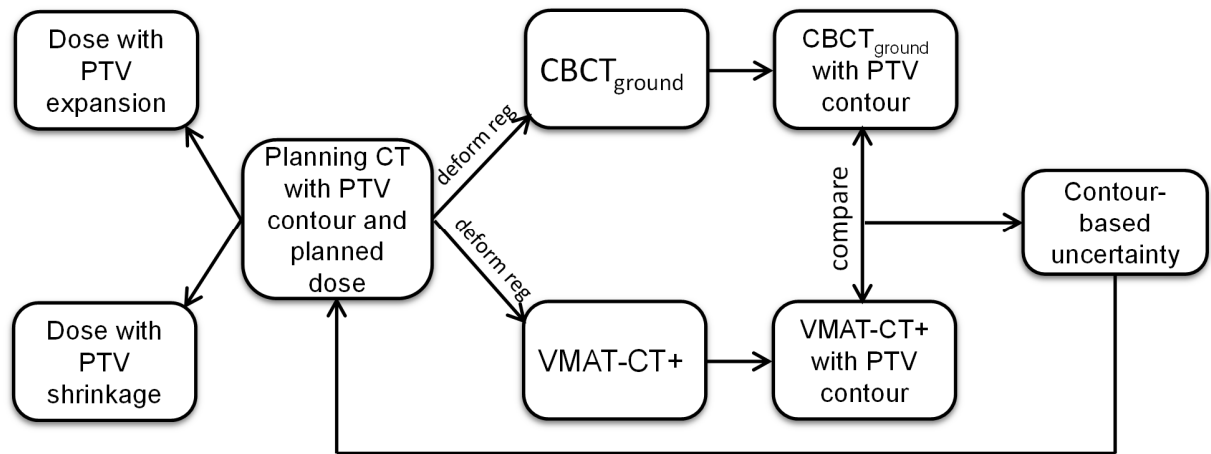 Dose with
PTV
expansion
Dose with
PTV
shrinkage
Planning CT
with PTV
contour and
planned
dose
deform reg
deform reg
CBCTground
VMAT-CT+
CBCTground
with PTV
contour
compare
VMAT-CT+
with PTV
contour
Contour-
based
uncertainty